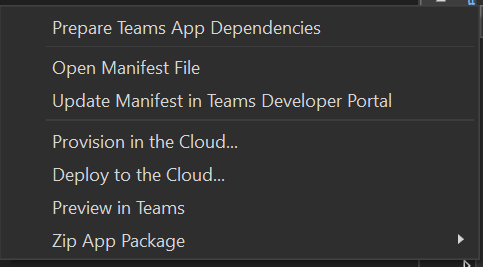 Prepare Teams App Dependencies
Open Manifest File
Update Manifest in Teams Developer Portal
Provision in the Cloud...
Deploy to the Cloud...
Preview in Teams
Zip App Package